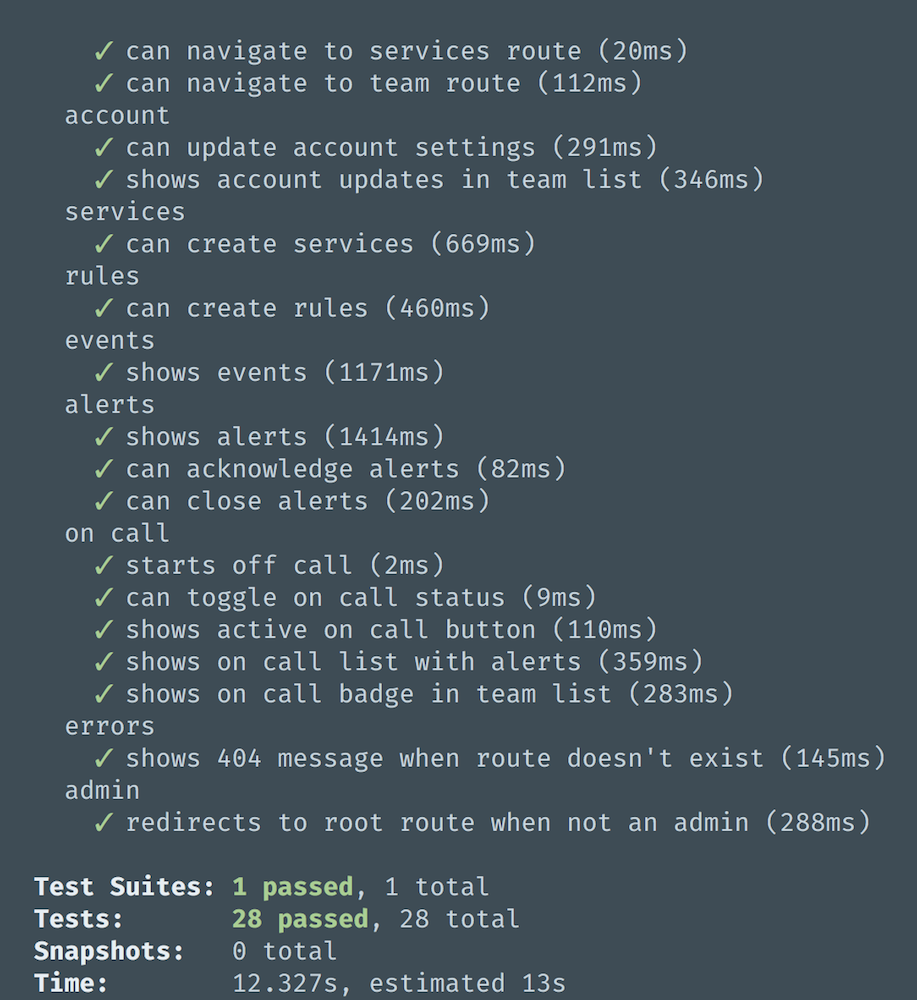 ✓ can navigate to services route (20ms)
✓ can navigate to team route (112ms)
account
✓ can update account settings (291ms)
✓ shows account updates in team list (346ms)
services
✓ can create services (669ms)
rules
✓ can create rules (460ms)
events
✓ shows events (1171ms)
alerts
✓ shows alerts (1414ms)
✓ can acknowledge alerts (82ms)
✓ can close alerts (202ms)
on call
✓ starts off call (2ms)
✓ can toggle on call status (9ms)
✓ shows active on call button (110ms)
✓ shows on call list with alerts (359ms)
✓ shows on call badge in team list (283ms)
errors
✓ shows 404 message when route doesn't exist (145ms)
admin
✓ redirects to root route when not an admin (288ms)
Test Suites: 1 passed, 1 total
Tests: 28 passed, 28 total
Snapshots: 0 total
Time: 12.327s, estimated 13s